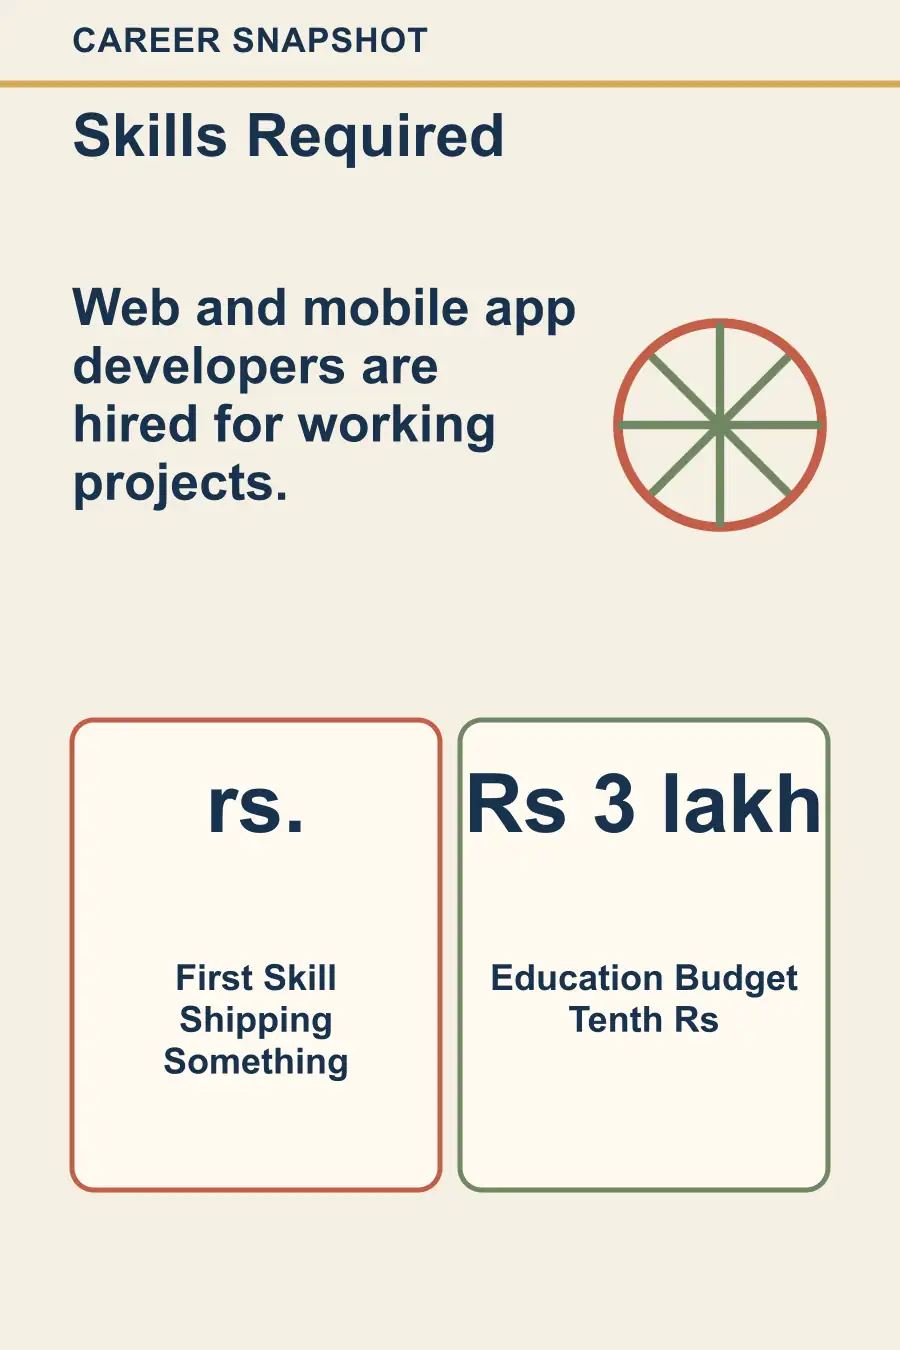 CAREER SNAPSHOT
Skills Required
Web and mobile app
developers are
hired for working
projects.
rs.
First Skill
Shipping
Something
Rs 3 lakh
Education Budget
Tenth Rs